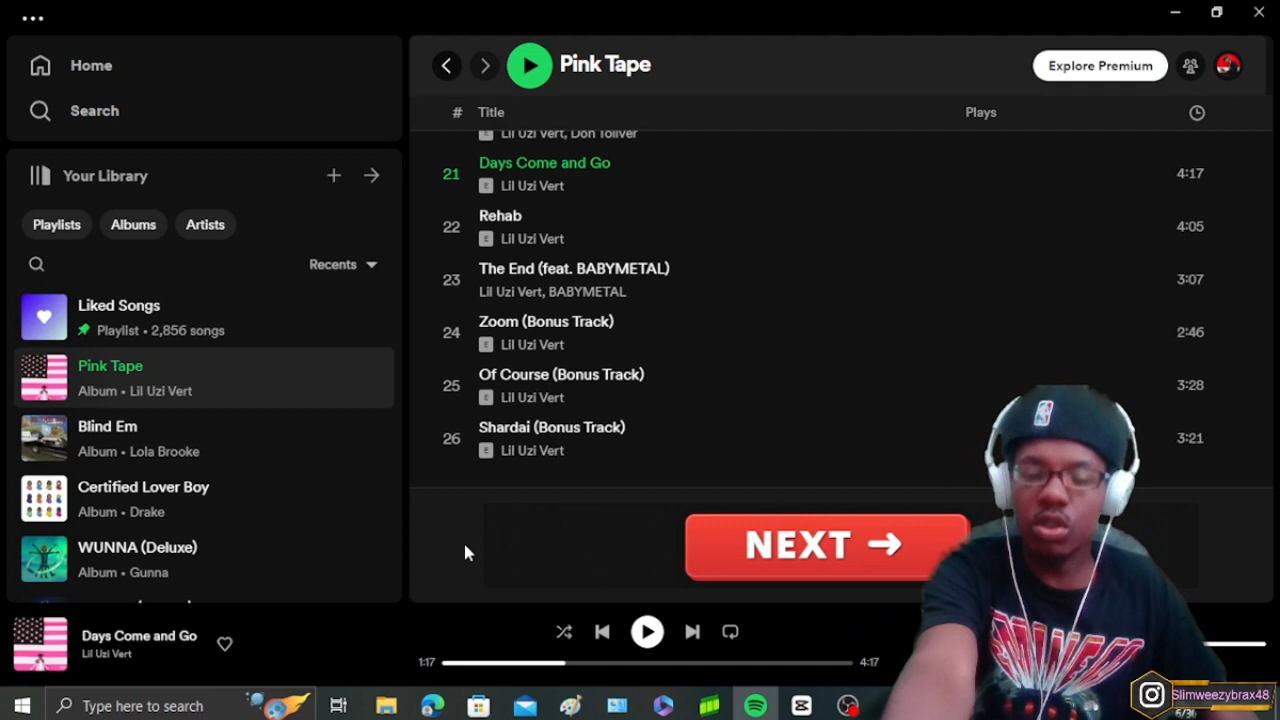 Home
Search
Your Library
Playlists
Albums
Artists
Recents
Liked Songs
Playlist • 2,856 songs
Pink Tape
Album • Lil Uzi Vert
Blind Em
Album • Lola Brooke
Certified Lover Boy
Album • Drake
WUNNA (Deluxe)
Album • Gunna
Pink Tape
Explore Premium
# Title Plays
Lil Uzi Vert, Don Toliver
21 Days Come and Go 4:17
E Lil Uzi Vert
22 Rehab 4:05
E Lil Uzi Vert
23 The End (feat. BABYMETAL) 3:07
Lil Uzi Vert, BABYMETAL
24 Zoom (Bonus Track) 2:46
E Lil Uzi Vert
25 Of Course (Bonus Track) 3:28
E Lil Uzi Vert
26 Shardai (Bonus Track) 3:21
E Lil Uzi Vert
NEXT →
Days Come and Go
Lil Uzi Vert
1:17 4:17
Type here to search
Slimweezybrax48